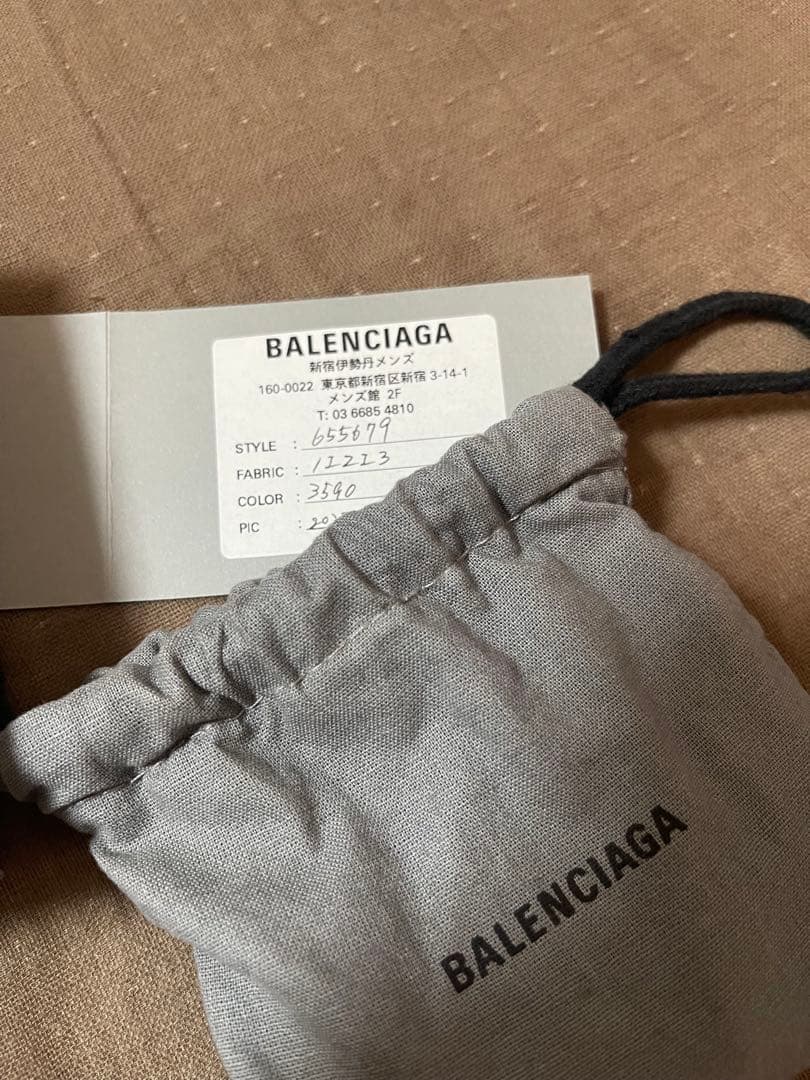 BALENCIAGA
新宿伊勢丹メンズ
160-0022 東京都新宿区新宿 3-14-1
メンズ館 2F
T: 03 6685 4810
STYLE : 655679
FABRIC : 1IZI3
COLOR : 3590
PIC :
BALENCIAGA